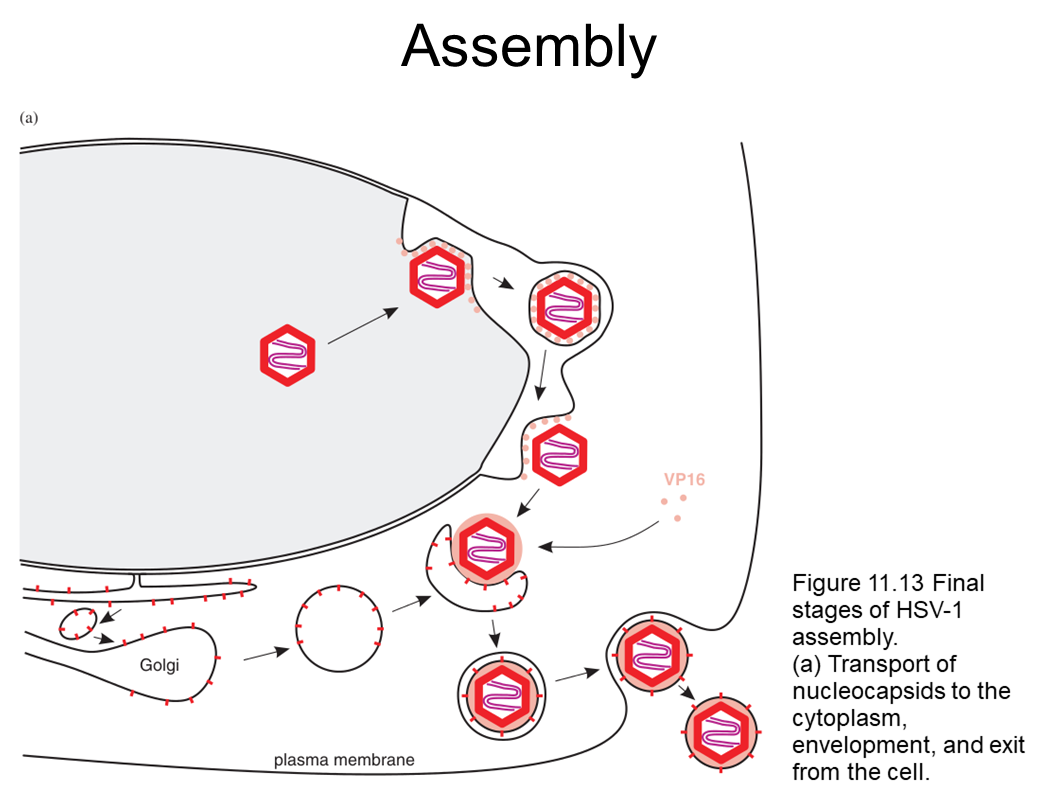 Assembly
(a)
VP16
Golgi
plasma membrane
Figure 11.13 Final
stages of HSV-1
assembly.
(a) Transport of
nucleocapsids to the
cytoplasm,
envelopment, and exit
from the cell.